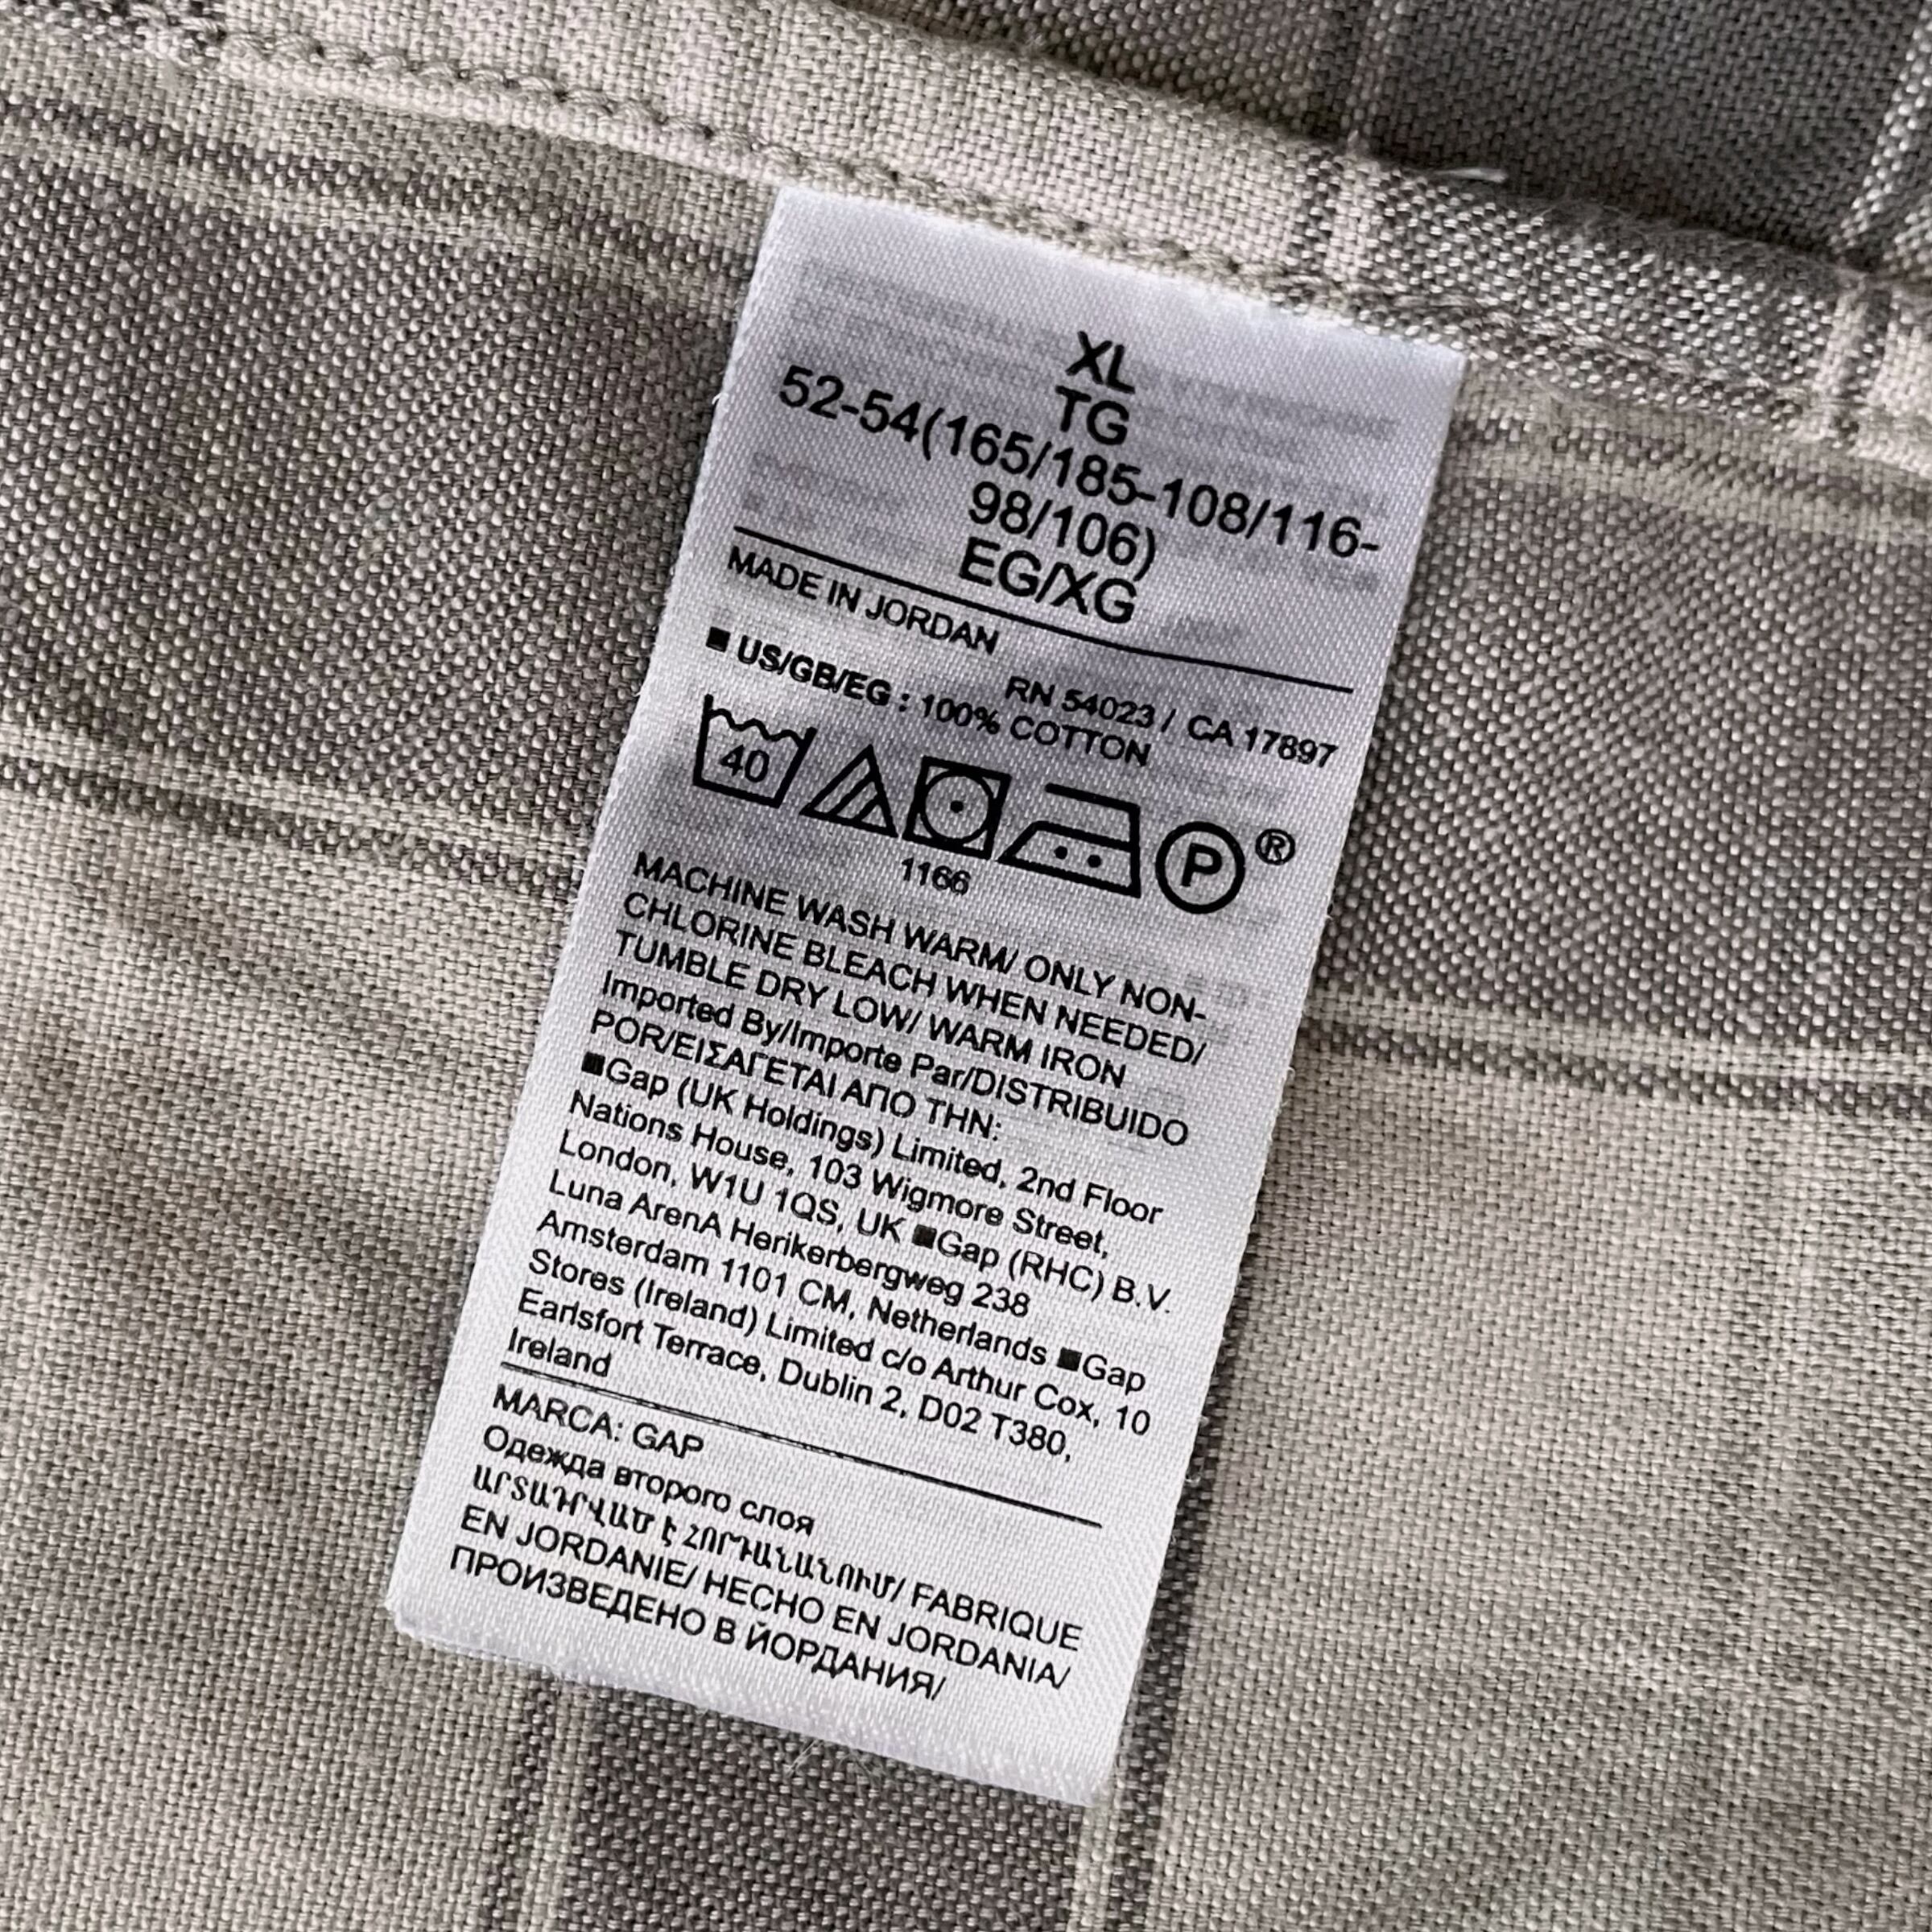 XL
TG
52-54(165/185-108/116-
98/106)
EG/XG
MADE IN JORDAN
RN 54023 / CA 17897
■ US/GB/EG : 100% COTTON
40
P ®
1166
MACHINE WASH WARM/ ONLY NON-
CHLORINE BLEACH WHEN NEEDED/
TUMBLE DRY LOW/ WARM IRON
Imported By/Importe Par/DISTRIBUIDO
POR/ΕΙΣΑΓΕΤΑΙ ΑΠΟ ΤΗΝ:
■Gap (UK Holdings) Limited, 2nd Floor
Nations House, 103 Wigmore Street,
London, W1U 1QS, UK ■Gap (RHC) B.V.
Luna ArenA Herikerbergweg 238
Amsterdam 1101 CM, Netherlands ■Gap
Stores (Ireland) Limited c/o Arthur Cox, 10
Earlsfort Terrace, Dublin 2, D02 T380,
Ireland
MARCA: GAP
Одежда второго слоя
ԱՐՏԱԴՐՎԱԾ Է ՀՈՐԴԱՆԱՆՈՒՄ/ FABRIQUE
EN JORDANIE/ HECHO EN JORDANIA/
ПРОИЗВЕДЕНО В ЙОРДАНИЯ/